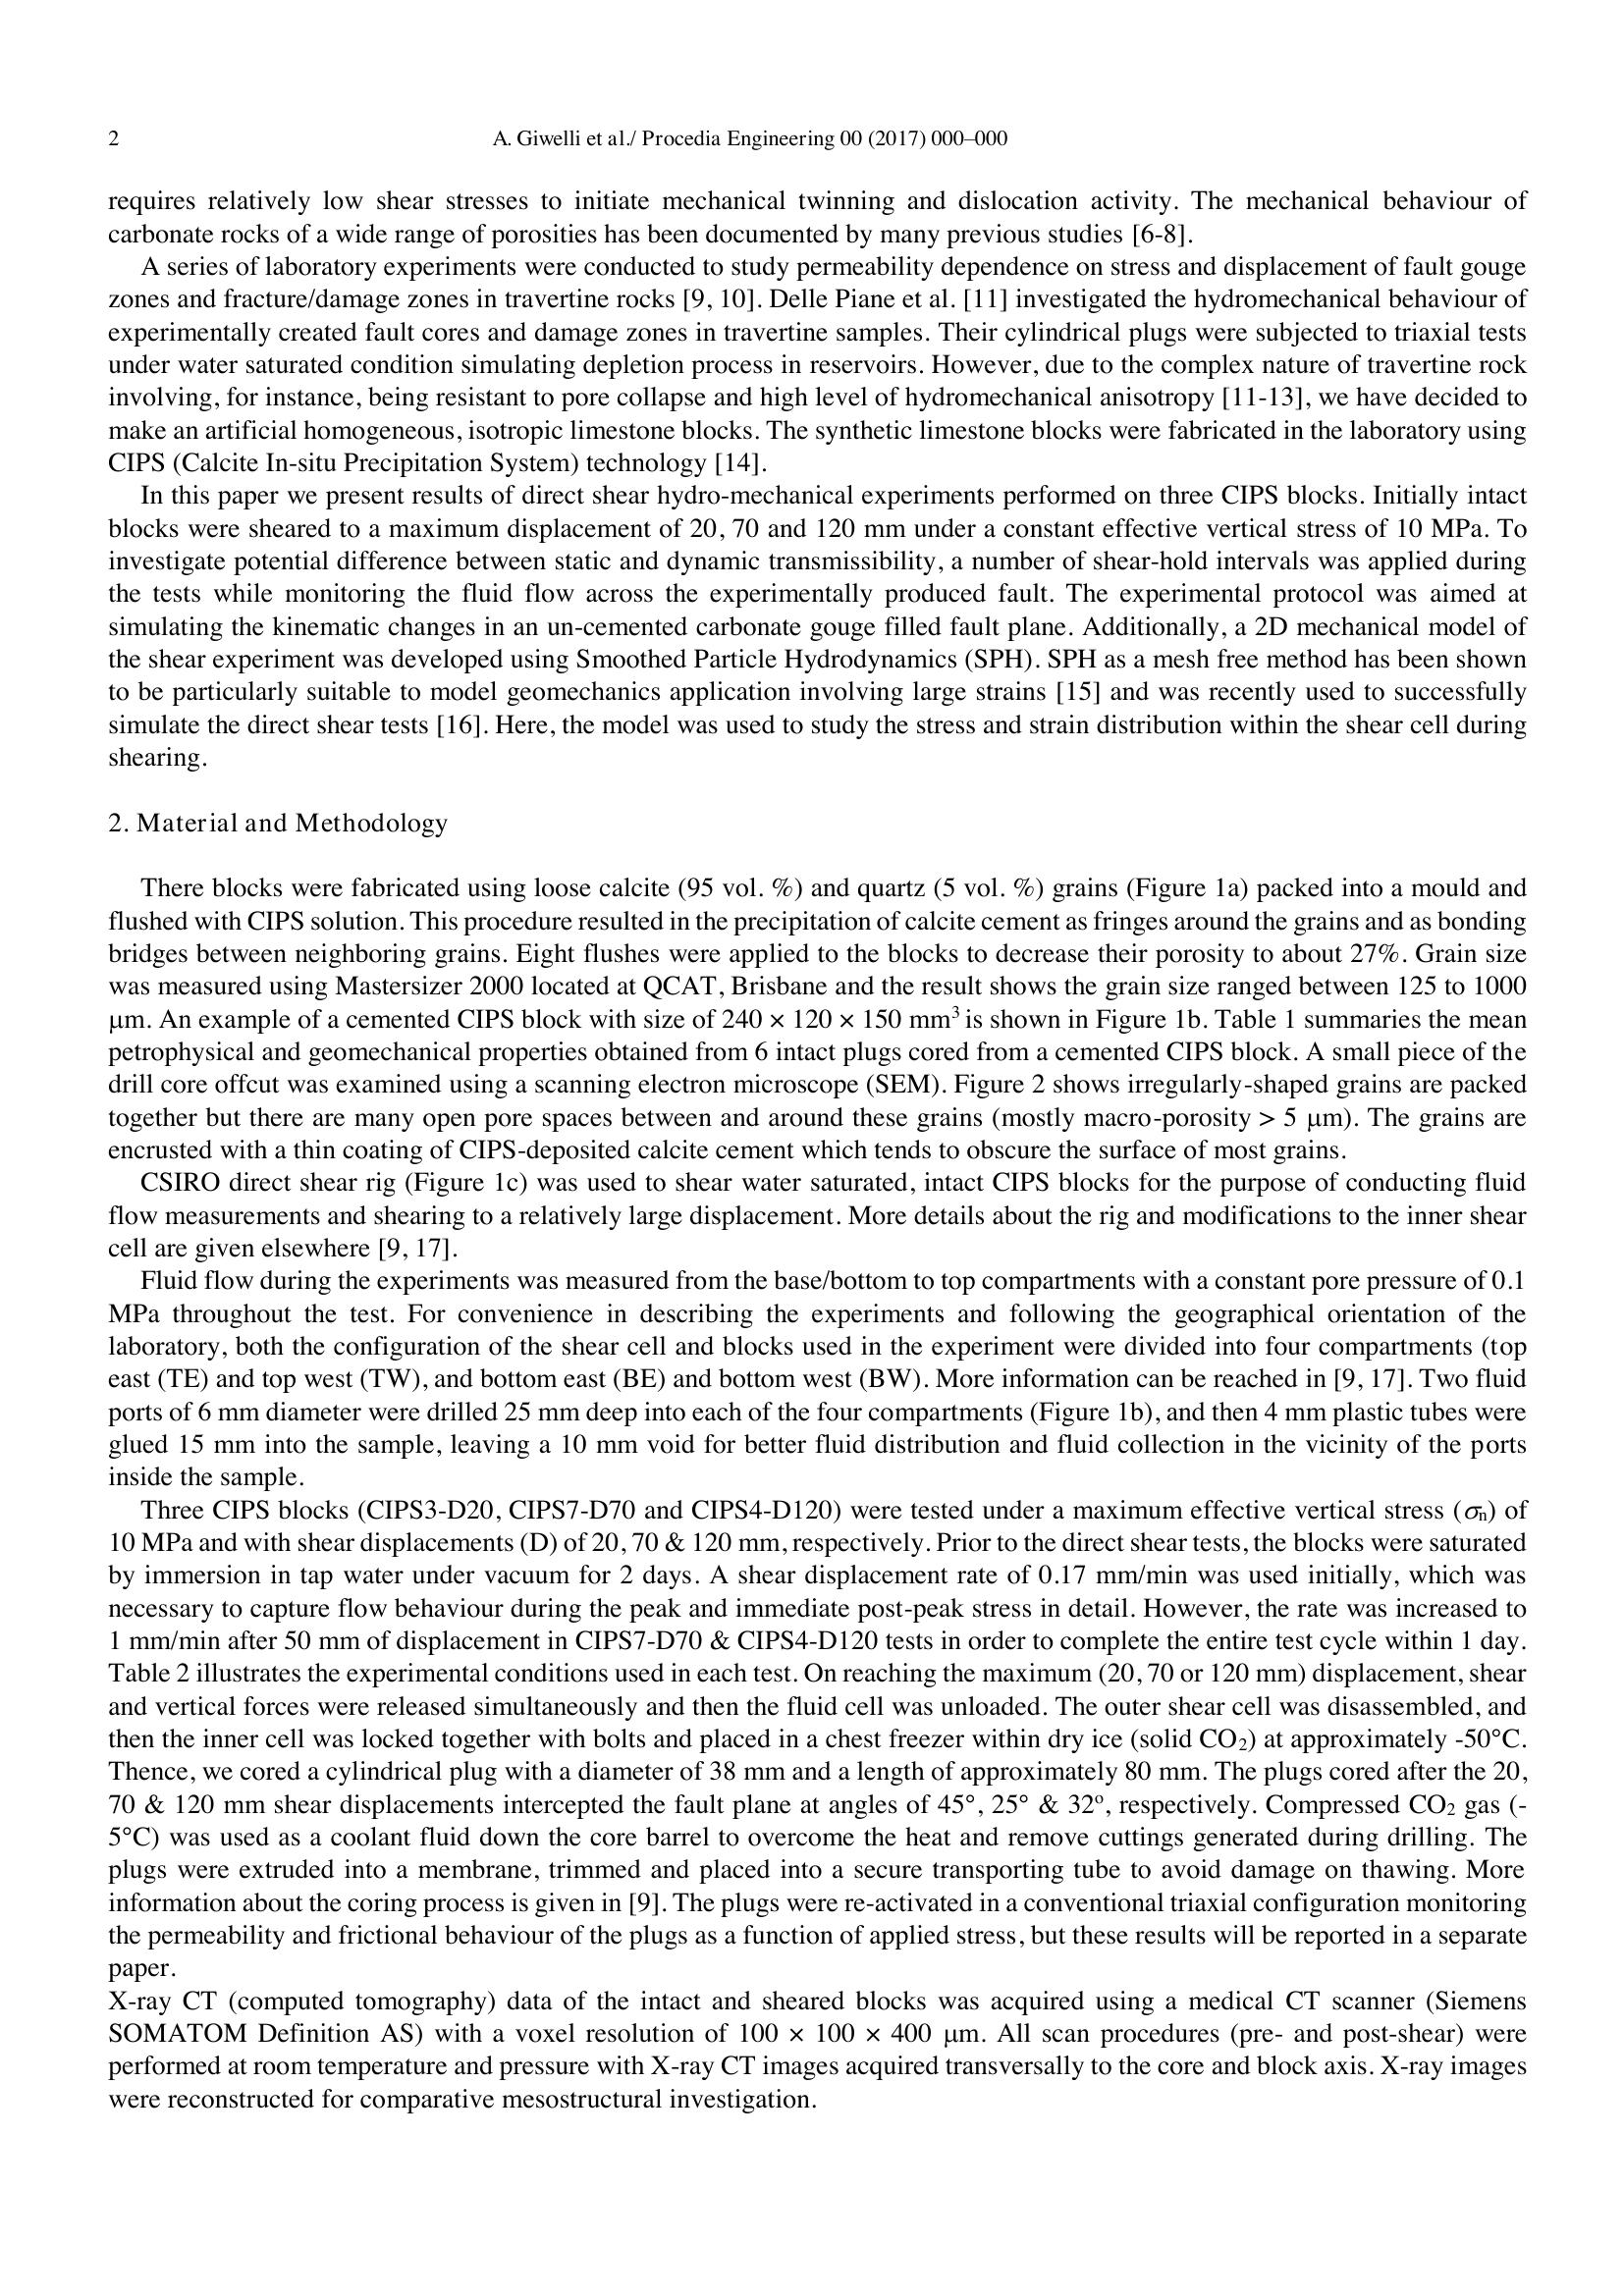 2
A. Giwelli et al./ Procedia Engineering 00 (2017) 000–000
requires relatively low shear stresses to initiate mechanical twinning and dislocation activity. The mechanical behaviour of
carbonate rocks of a wide range of porosities has been documented by many previous studies [6-8].
A series of laboratory experiments were conducted to study permeability dependence on stress and displacement of fault gouge
zones and fracture/damage zones in travertine rocks [9, 10]. Delle Piane et al. [11] investigated the hydromechanical behaviour of
experimentally created fault cores and damage zones in travertine samples. Their cylindrical plugs were subjected to triaxial tests
under water saturated condition simulating depletion process in reservoirs. However, due to the complex nature of travertine rock
involving, for instance, being resistant to pore collapse and high level of hydromechanical anisotropy [11-13], we have decided to
make an artificial homogeneous, isotropic limestone blocks. The synthetic limestone blocks were fabricated in the laboratory using
CIPS (Calcite In-situ Precipitation System) technology [14].
In this paper we present results of direct shear hydro-mechanical experiments performed on three CIPS blocks. Initially intact
blocks were sheared to a maximum displacement of 20, 70 and 120 mm under a constant effective vertical stress of 10 MPa. To
investigate potential difference between static and dynamic transmissibility, a number of shear-hold intervals was applied during
the tests while monitoring the fluid flow across the experimentally produced fault. The experimental protocol was aimed at
simulating the kinematic changes in an un-cemented carbonate gouge filled fault plane. Additionally, a 2D mechanical model of
the shear experiment was developed using Smoothed Particle Hydrodynamics (SPH). SPH as a mesh free method has been shown
to be particularly suitable to model geomechanics application involving large strains [15] and was recently used to successfully
simulate the direct shear tests [16]. Here, the model was used to study the stress and strain distribution within the shear cell during
shearing.
2. Material and Methodology
There blocks were fabricated using loose calcite (95 vol. %) and quartz (5 vol. %) grains (Figure 1a) packed into a mould and
flushed with CIPS solution. This procedure resulted in the precipitation of calcite cement as fringes around the grains and as bonding
bridges between neighboring grains. Eight flushes were applied to the blocks to decrease their porosity to about 27%. Grain size
was measured using Mastersizer 2000 located at QCAT, Brisbane and the result shows the grain size ranged between 125 to 1000
µm. An example of a cemented CIPS block with size of 240 × 120 × 150 mm³ is shown in Figure 1b. Table 1 summaries the mean
petrophysical and geomechanical properties obtained from 6 intact plugs cored from a cemented CIPS block. A small piece of the
drill core offcut was examined using a scanning electron microscope (SEM). Figure 2 shows irregularly-shaped grains are packed
together but there are many open pore spaces between and around these grains (mostly macro-porosity > 5 µm). The grains are
encrusted with a thin coating of CIPS-deposited calcite cement which tends to obscure the surface of most grains.
CSIRO direct shear rig (Figure 1c) was used to shear water saturated, intact CIPS blocks for the purpose of conducting fluid
flow measurements and shearing to a relatively large displacement. More details about the rig and modifications to the inner shear
cell are given elsewhere [9, 17].
Fluid flow during the experiments was measured from the base/bottom to top compartments with a constant pore pressure of 0.1
MPa throughout the test. For convenience in describing the experiments and following the geographical orientation of the
laboratory, both the configuration of the shear cell and blocks used in the experiment were divided into four compartments (top
east (TE) and top west (TW), and bottom east (BE) and bottom west (BW). More information can be reached in [9, 17]. Two fluid
ports of 6 mm diameter were drilled 25 mm deep into each of the four compartments (Figure 1b), and then 4 mm plastic tubes were
glued 15 mm into the sample, leaving a 10 mm void for better fluid distribution and fluid collection in the vicinity of the ports
inside the sample.
Three CIPS blocks (CIPS3-D20, CIPS7-D70 and CIPS4-D120) were tested under a maximum effective vertical stress (σₙ) of
10 MPa and with shear displacements (D) of 20, 70 & 120 mm, respectively. Prior to the direct shear tests, the blocks were saturated
by immersion in tap water under vacuum for 2 days. A shear displacement rate of 0.17 mm/min was used initially, which was
necessary to capture flow behaviour during the peak and immediate post-peak stress in detail. However, the rate was increased to
1 mm/min after 50 mm of displacement in CIPS7-D70 & CIPS4-D120 tests in order to complete the entire test cycle within 1 day.
Table 2 illustrates the experimental conditions used in each test. On reaching the maximum (20, 70 or 120 mm) displacement, shear
and vertical forces were released simultaneously and then the fluid cell was unloaded. The outer shear cell was disassembled, and
then the inner cell was locked together with bolts and placed in a chest freezer within dry ice (solid CO₂) at approximately -50°C.
Thence, we cored a cylindrical plug with a diameter of 38 mm and a length of approximately 80 mm. The plugs cored after the 20,
70 & 120 mm shear displacements intercepted the fault plane at angles of 45°, 25° & 32º, respectively. Compressed CO₂ gas (-
5°C) was used as a coolant fluid down the core barrel to overcome the heat and remove cuttings generated during drilling. The
plugs were extruded into a membrane, trimmed and placed into a secure transporting tube to avoid damage on thawing. More
information about the coring process is given in [9]. The plugs were re-activated in a conventional triaxial configuration monitoring
the permeability and frictional behaviour of the plugs as a function of applied stress, but these results will be reported in a separate
paper.
X-ray CT (computed tomography) data of the intact and sheared blocks was acquired using a medical CT scanner (Siemens
SOMATOM Definition AS) with a voxel resolution of 100 × 100 × 400 µm. All scan procedures (pre- and post-shear) were
performed at room temperature and pressure with X-ray CT images acquired transversally to the core and block axis. X-ray images
were reconstructed for comparative mesostructural investigation.